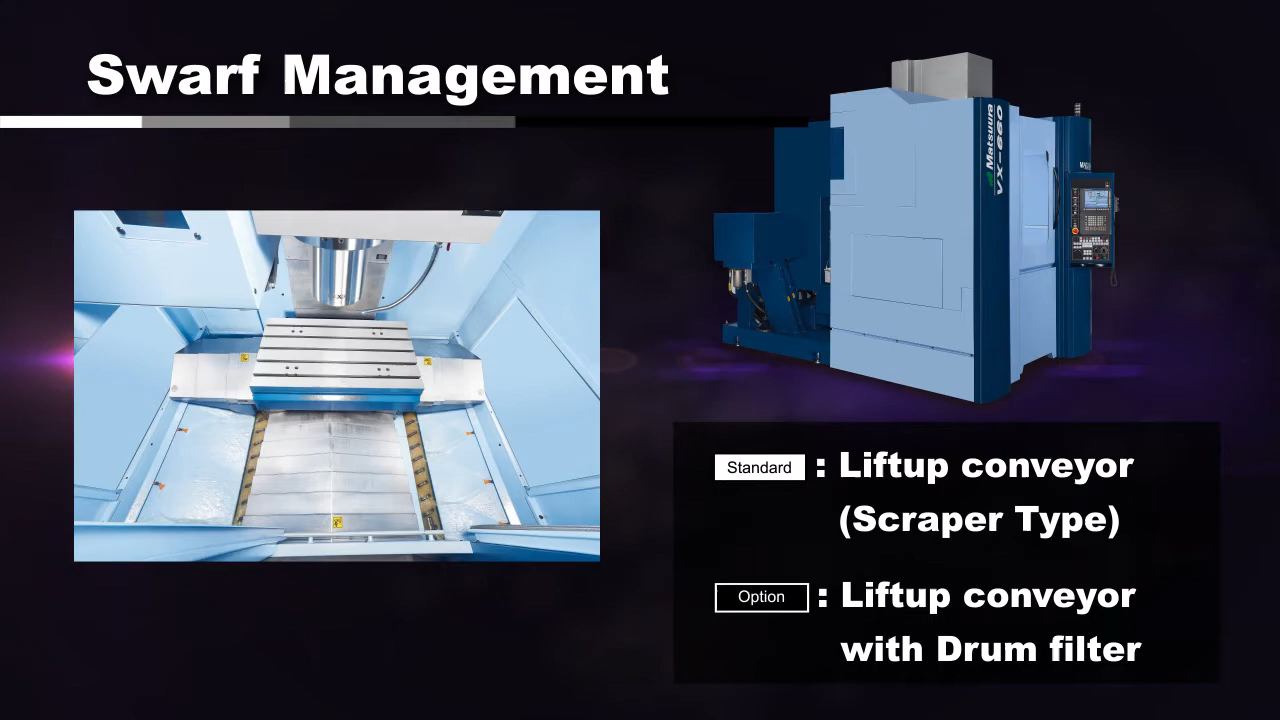 Swarf Management
Matsuura
VX-660
Standard : Liftup conveyor
(Scraper Type)
Option : Liftup conveyor
with Drum filter